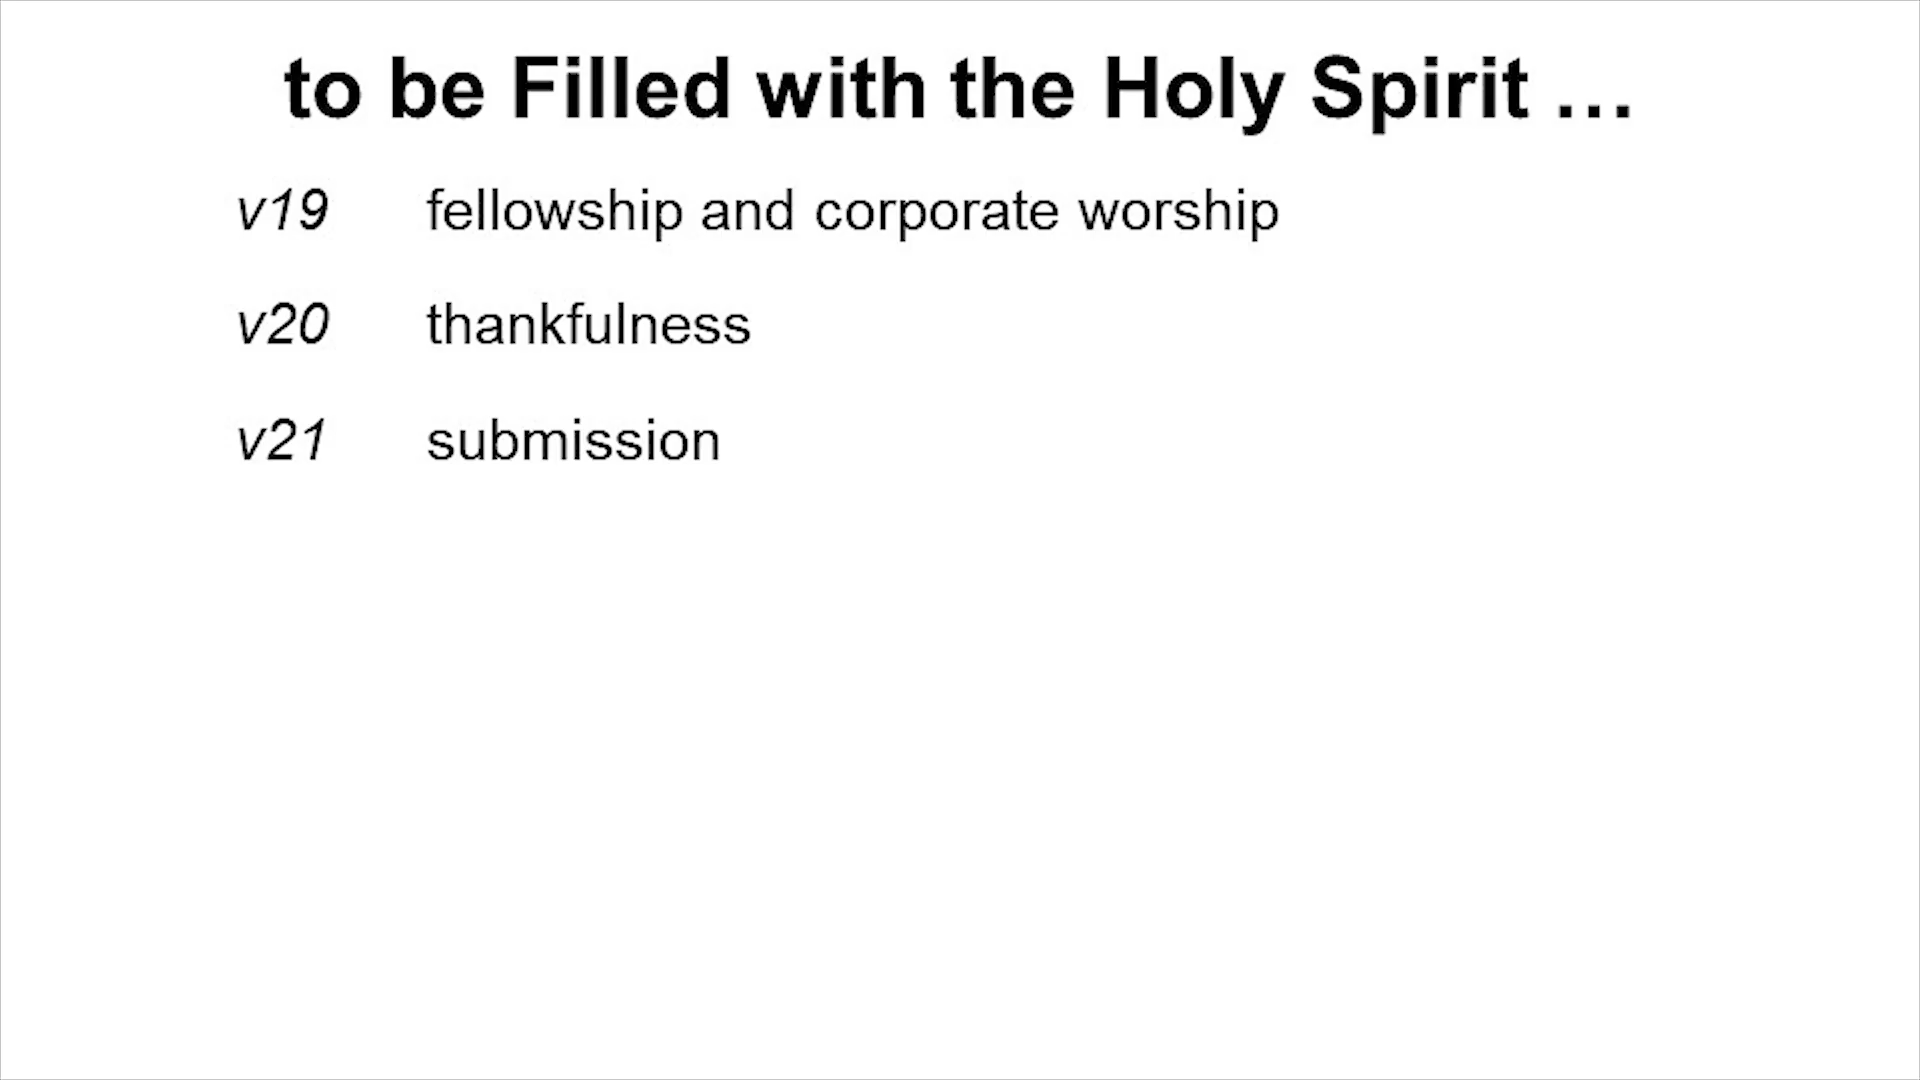 to be Filled with the Holy Spirit …
v19 fellowship and corporate worship
v20 thankfulness
v21 submission